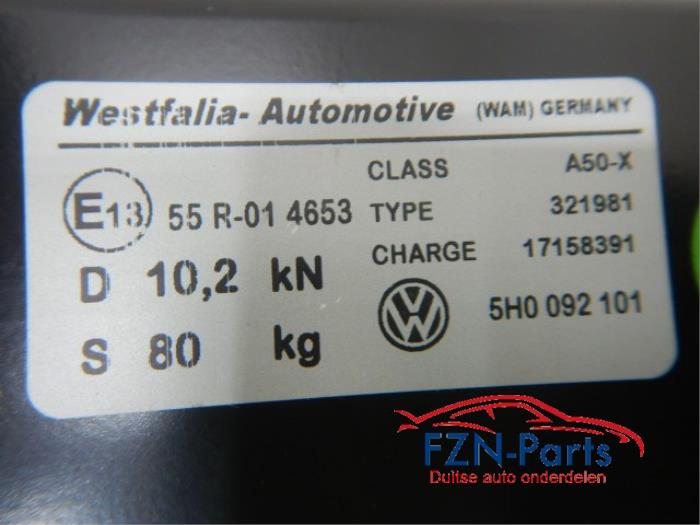 Westfalia- Automotive (WAM) GERMANY
CLASS A50-X
E13 55 R-01 4653 TYPE 321981
CHARGE 17158391
D 10,2 kN
VW 5H0 092 101
S 80 kg
FZN-Parts
Duitse auto onderdelen